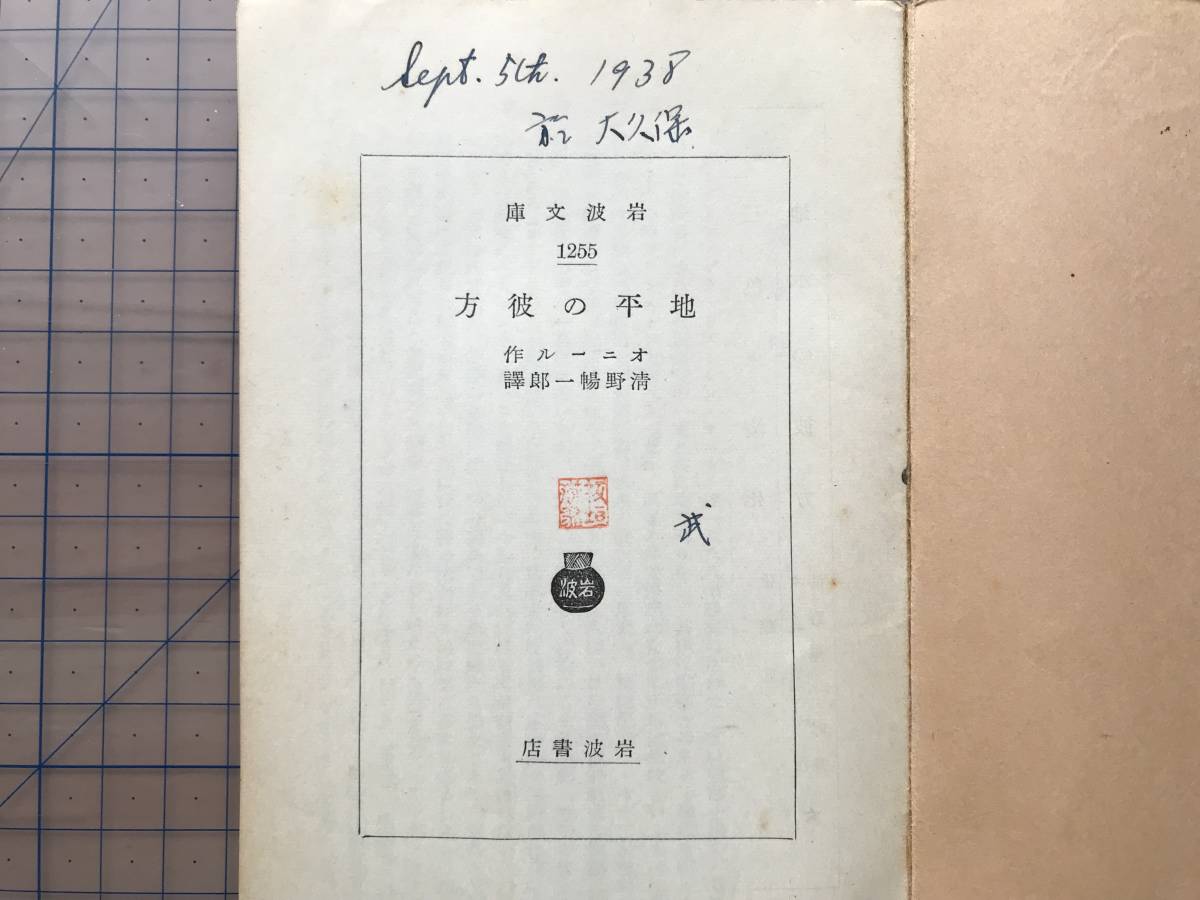 Sept. 5th. 1938
於 大久保
庫文波岩
1255
方彼の平地
作ルーニオ
譯郎一暢野淸
武
波岩
店書波岩